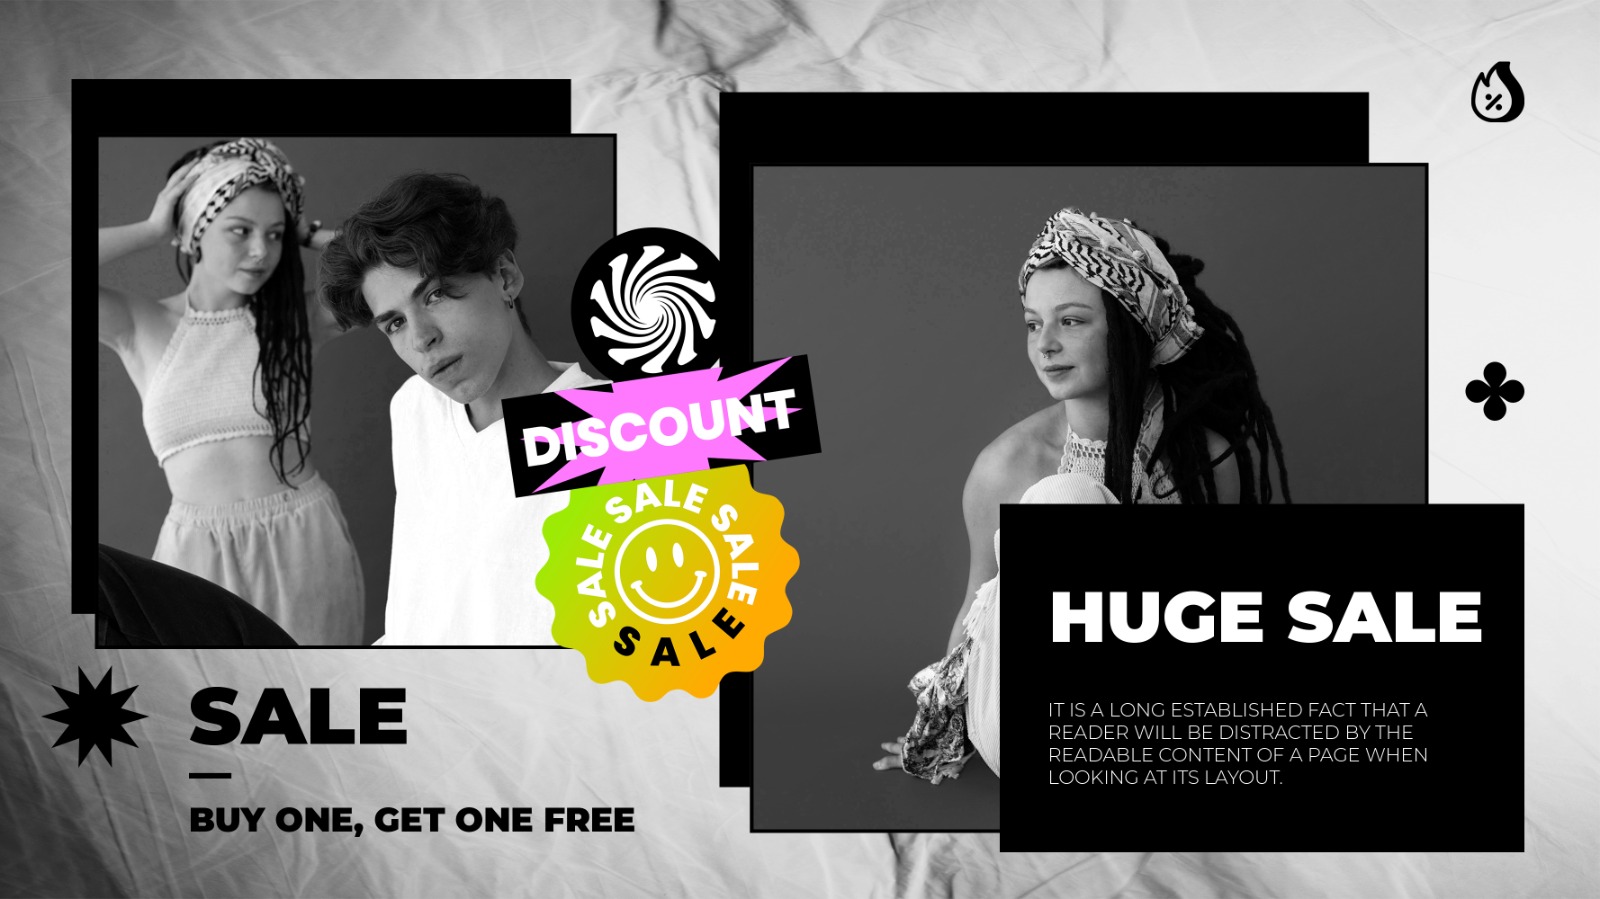 DISCOUNT
SALE SALE SALE
SALE
SALE
BUY ONE, GET ONE FREE
HUGE SALE
IT IS A LONG ESTABLISHED FACT THAT A
READER WILL BE DISTRACTED BY THE
READABLE CONTENT OF A PAGE WHEN
LOOKING AT ITS LAYOUT.
%